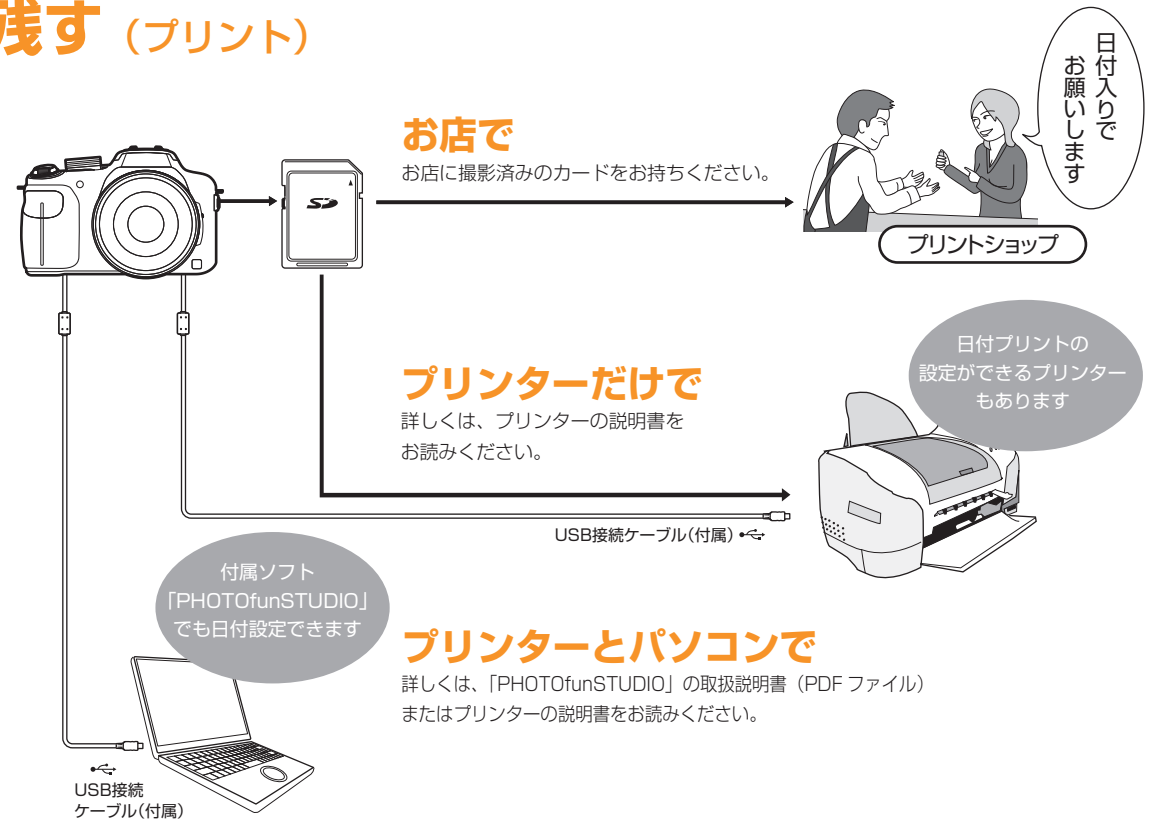 残す（プリント）
お店で
お店に撮影済みのカードをお持ちください。
日付入りで
お願いします
プリントショップ
SD
プリンターだけで
詳しくは、プリンターの説明書を
お読みください。
日付プリントの
設定ができるプリンター
もあります
USB接続ケーブル（付属）
付属ソフト
「PHOTOfunSTUDIO」
でも日付設定できます
プリンターとパソコンで
詳しくは、「PHOTOfunSTUDIO」の取扱説明書（PDF ファイル）
またはプリンターの説明書をお読みください。
USB接続
ケーブル（付属）